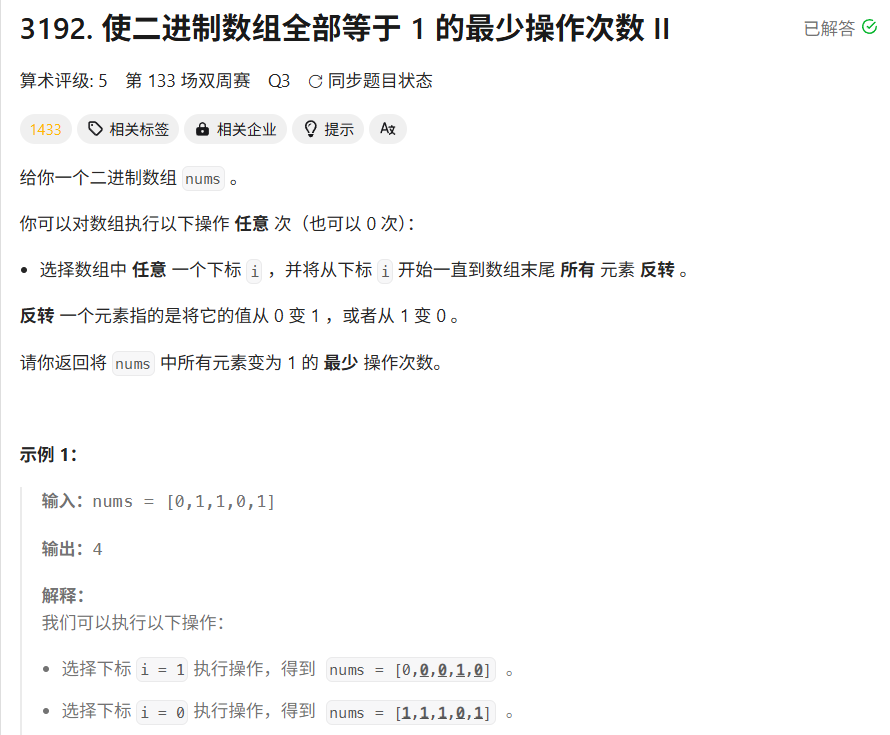 3192. 使二进制数组全部等于 1 的最少操作次数 II
已解答
算术评级: 5 第 133 场双周赛 Q3 同步题目状态
1433 相关标签 相关企业 提示
给你一个二进制数组 nums 。
你可以对数组执行以下操作 任意 次（也可以 0 次）：
• 选择数组中 任意 一个下标 i ，并将从下标 i 开始一直到数组末尾 所有 元素 反转 。
反转 一个元素指的是将它的值从 0 变 1 ，或者从 1 变 0 。
请你返回将 nums 中所有元素变为 1 的 最少 操作次数。
示例 1：
输入：nums = [0,1,1,0,1]
输出：4
解释：
我们可以执行以下操作：
• 选择下标 i = 1 执行操作，得到 nums = [0,0,0,1,0] 。
• 选择下标 i = 0 执行操作，得到 nums = [1,1,1,0,1] 。